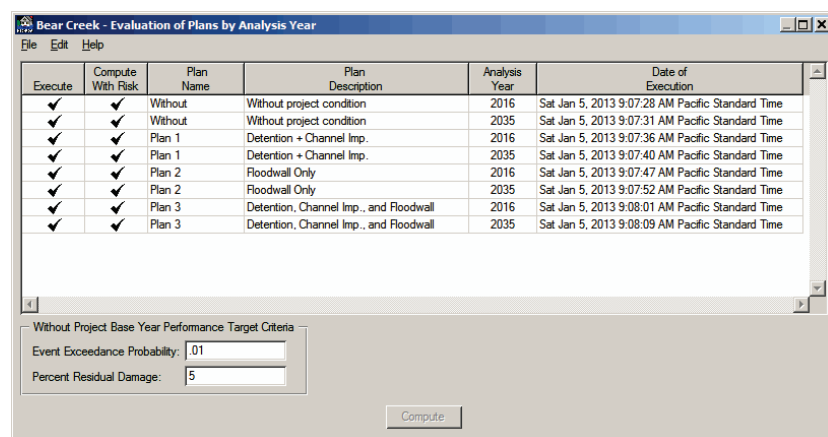 Bear Creek - Evaluation of Plans by Analysis Year
File Edit Help
Execute Compute With Risk Plan Name Plan Description Analysis Year Date of Execution
Without Without project condition 2016 Sat Jan 5, 2013 9:07:28 AM Pacific Standard Time
Without Without project condition 2035 Sat Jan 5, 2013 9:07:31 AM Pacific Standard Time
Plan 1 Detention + Channel Imp. 2016 Sat Jan 5, 2013 9:07:36 AM Pacific Standard Time
Plan 1 Detention + Channel Imp. 2035 Sat Jan 5, 2013 9:07:40 AM Pacific Standard Time
Plan 2 Floodwall Only 2016 Sat Jan 5, 2013 9:07:47 AM Pacific Standard Time
Plan 2 Floodwall Only 2035 Sat Jan 5, 2013 9:07:52 AM Pacific Standard Time
Plan 3 Detention, Channel Imp., and Floodwall 2016 Sat Jan 5, 2013 9:08:01 AM Pacific Standard Time
Plan 3 Detention, Channel Imp., and Floodwall 2035 Sat Jan 5, 2013 9:08:09 AM Pacific Standard Time
Without Project Base Year Performance Target Criteria
Event Exceedance Probability: .01
Percent Residual Damage: 5
Compute